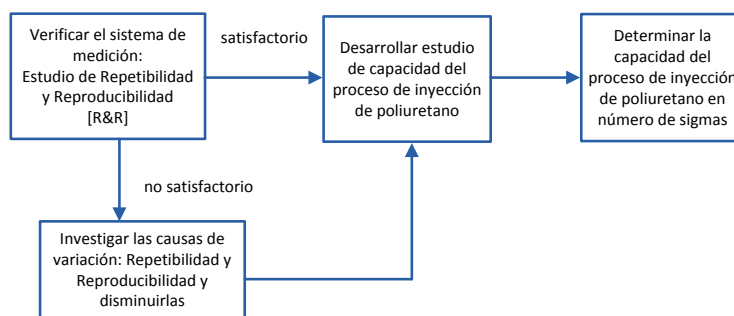 Verificar el sistema de
medición:
Estudio de Repetibilidad
y Reproducibilidad
[R&R]
satisfactorio
Desarrollar estudio
de capacidad del
proceso de inyección
de poliuretano
Determinar la
capacidad del
proceso de inyección
de poliuretano en
número de sigmas
no satisfactorio
Investigar las causas de
variación: Repetibilidad y
Reproducibilidad y
disminuirlas